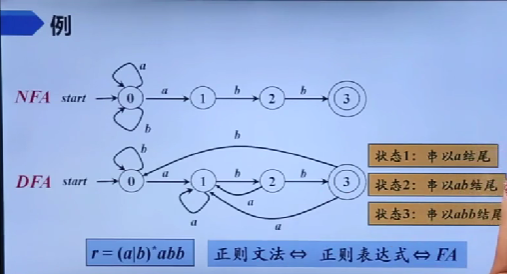 例
a
NFA start 0 a 1 b 2 b 3
b
b
b
DFA start 0 a 1 b 2 b 3
a
a
a
状态1：串以a结尾
状态2：串以ab结尾
状态3：串以abb结尾
r = (a|b)*abb
正则文法⇔ 正则表达式⇔FA